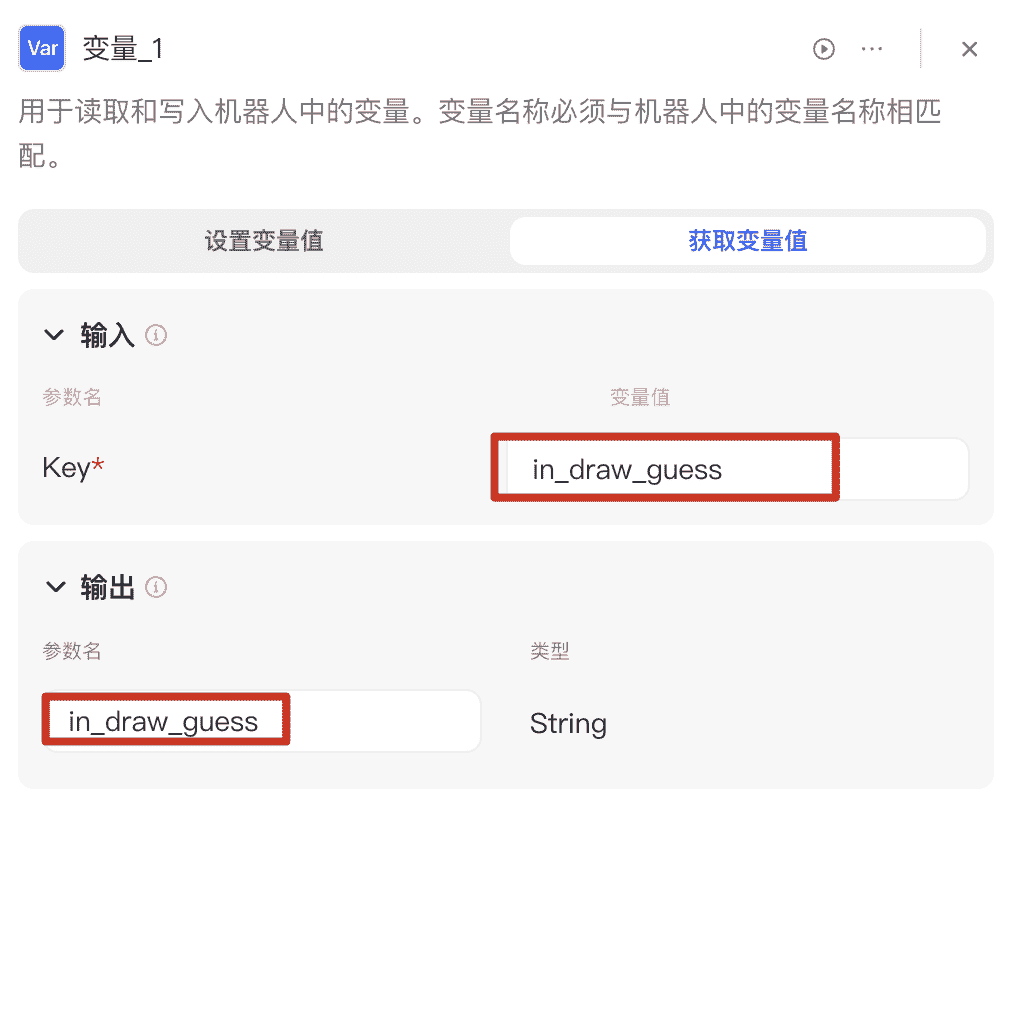 Var 变量_1
用于读取和写入机器人中的变量。变量名称必须与机器人中的变量名称相匹
配。
设置变量值 获取变量值
输入
参数名 变量值
Key* in_draw_guess
输出
参数名 类型
in_draw_guess String